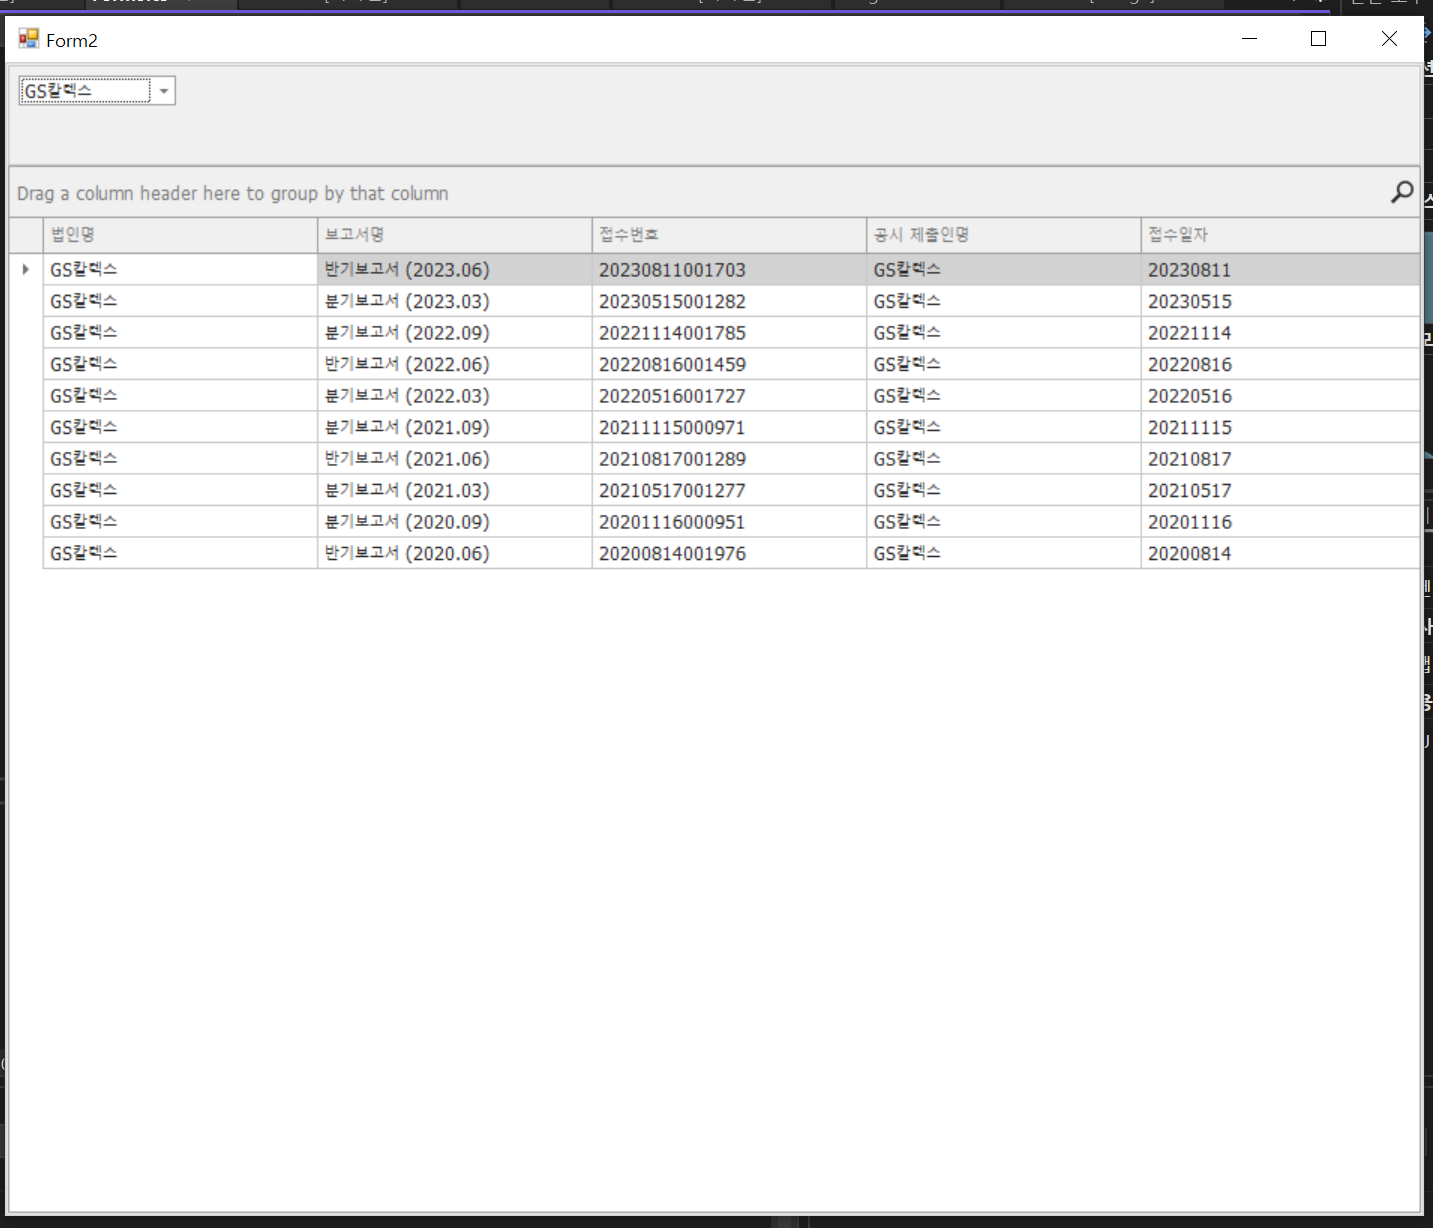 Form2
GS칼텍스
Drag a column header here to group by that column
법인명 보고서명 접수번호 공시 제출인명 접수일자
GS칼텍스 반기보고서 (2023.06) 20230811001703 GS칼텍스 20230811
GS칼텍스 분기보고서 (2023.03) 20230515001282 GS칼텍스 20230515
GS칼텍스 분기보고서 (2022.09) 20221114001785 GS칼텍스 20221114
GS칼텍스 반기보고서 (2022.06) 20220816001459 GS칼텍스 20220816
GS칼텍스 분기보고서 (2022.03) 20220516001727 GS칼텍스 20220516
GS칼텍스 분기보고서 (2021.09) 20211115000971 GS칼텍스 20211115
GS칼텍스 반기보고서 (2021.06) 20210817001289 GS칼텍스 20210817
GS칼텍스 분기보고서 (2021.03) 20210517001277 GS칼텍스 20210517
GS칼텍스 분기보고서 (2020.09) 20201116000951 GS칼텍스 20201116
GS칼텍스 반기보고서 (2020.06) 20200814001976 GS칼텍스 20200814